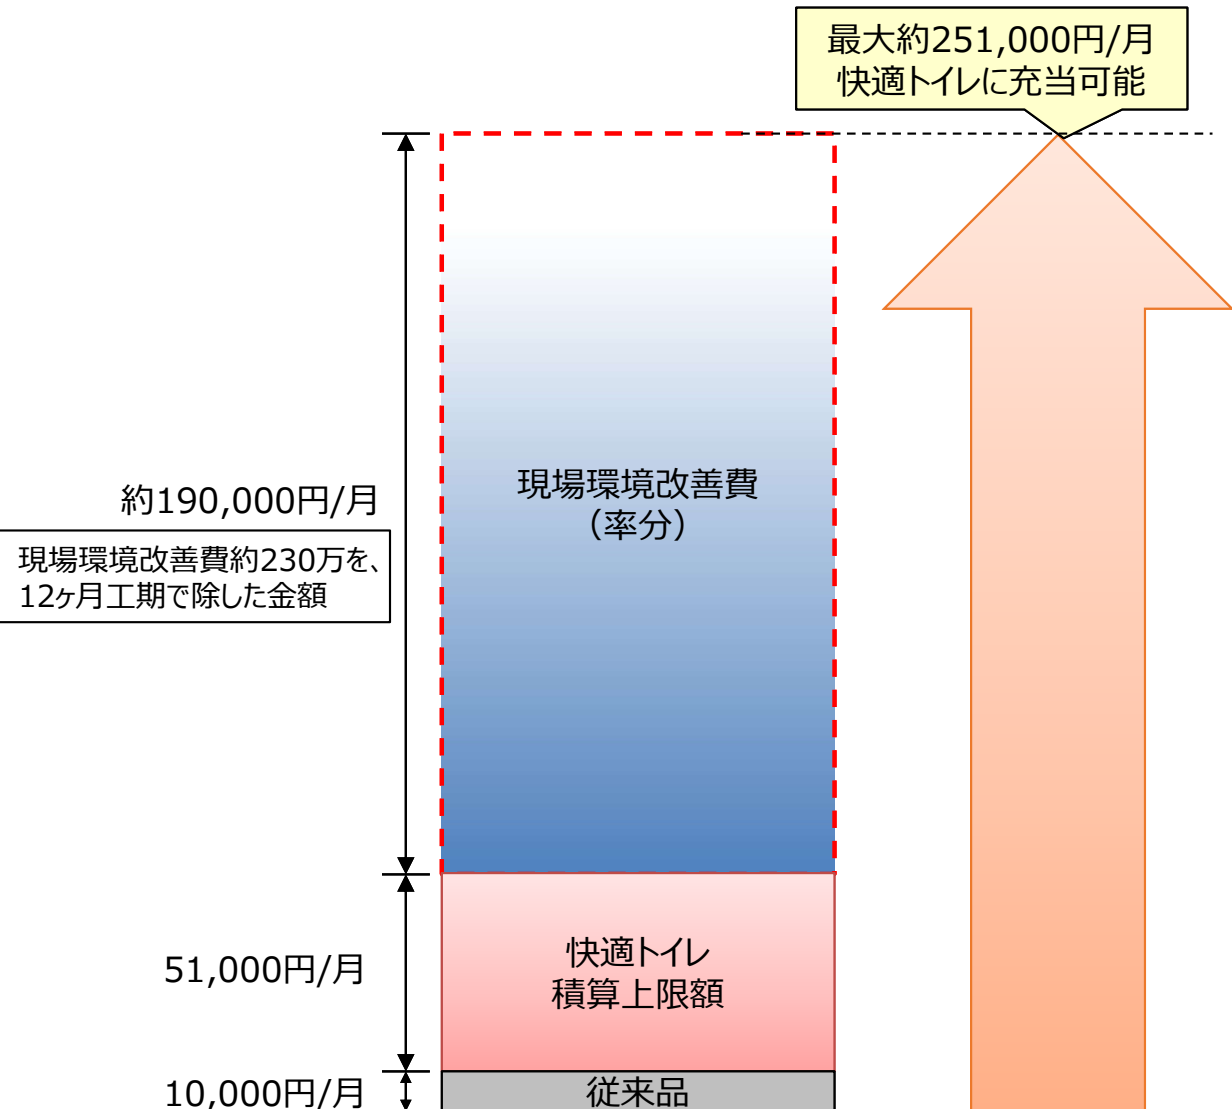 最大約251,000円/月
快適トイレに充当可能
約190,000円/月
現場環境改善費約230万を、
12ヶ月工期で除した金額
現場環境改善費
（率分）
51,000円/月
快適トイレ
積算上限額
10,000円/月
従来品